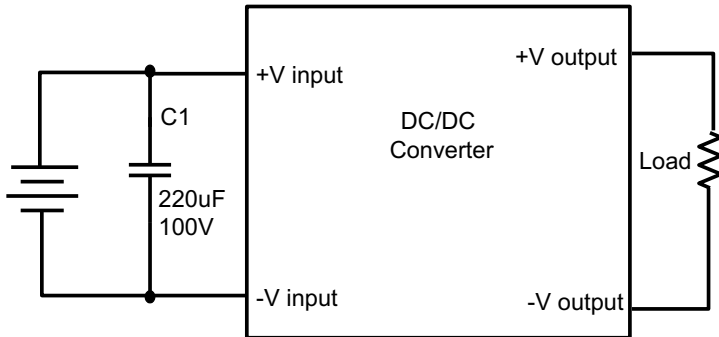 +V input
+V output
C1
DC/DC
Converter
Load
220uF
100V
-V input
-V output